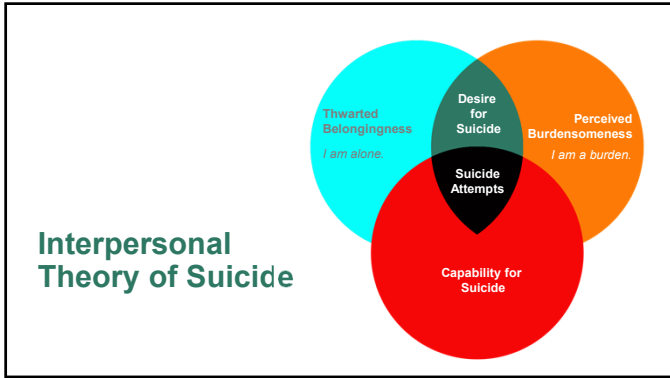 Thwarted
Belongingness
I am alone.
Desire
for
Suicide
Perceived
Burdensomeness
I am a burden.
Suicide
Attempts
Interpersonal
Theory of Suicide
Capability for
Suicide